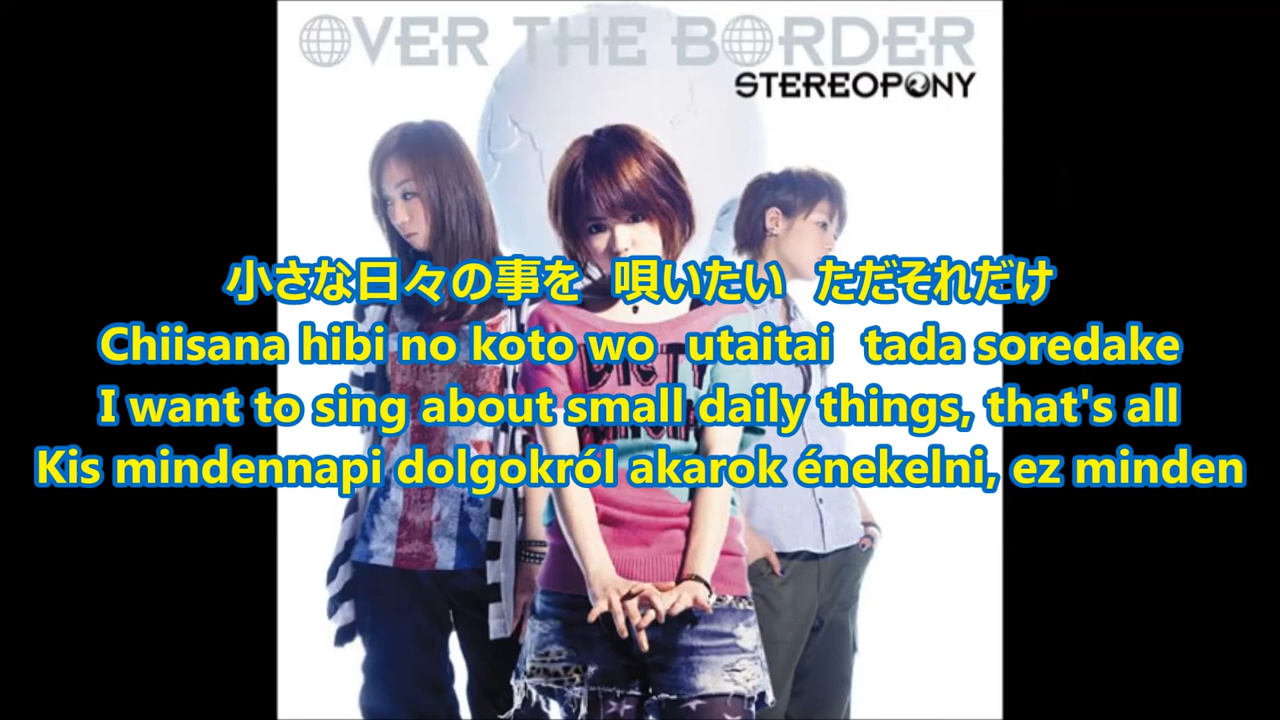 OVER THE BORDER
STEREOPONY
小さな日々の事を 唄いたい ただそれだけ
Chiisana hibi no koto wo utaitai tada soredake
I want to sing about small daily things, that's all
Kis mindennapi dolgokról akarok énekelni, ez minden